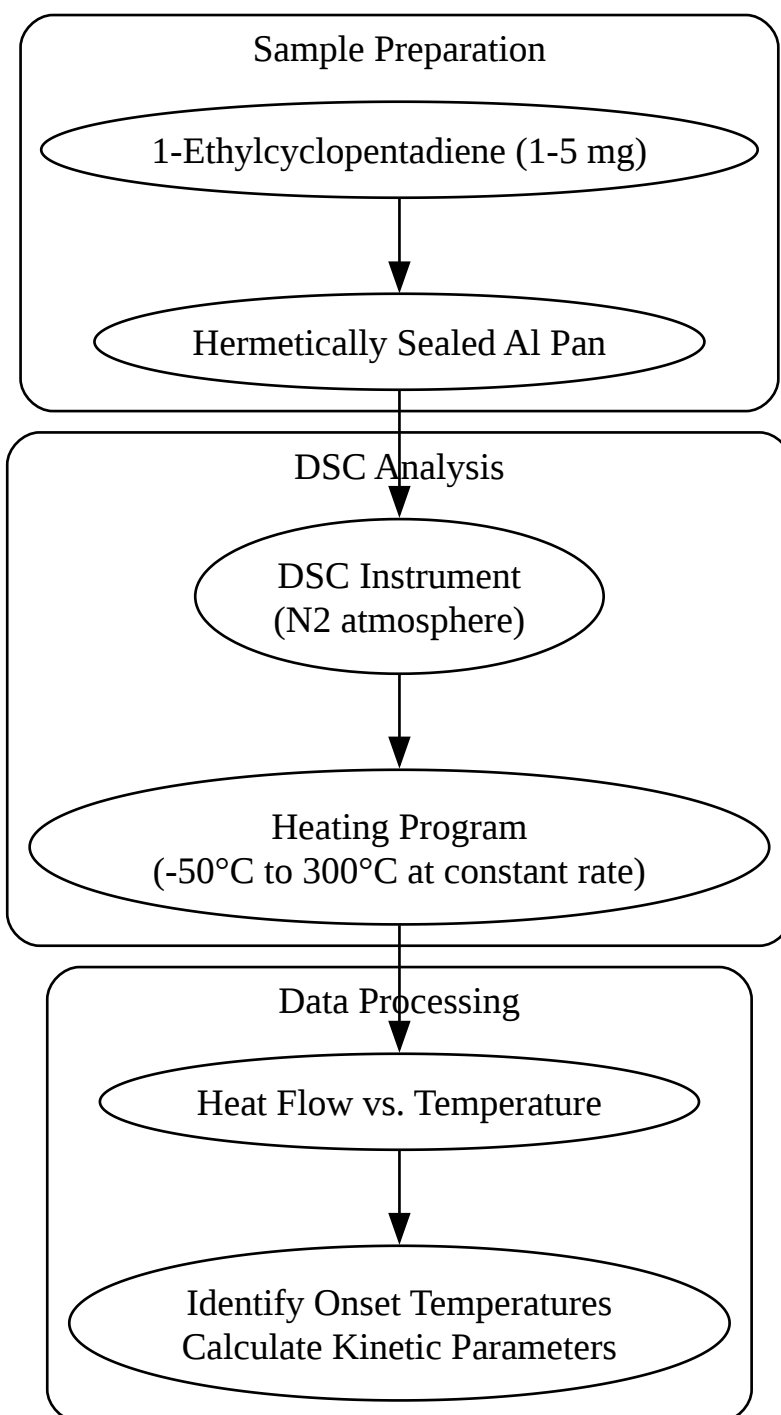 Sample Preparation
1-Ethylcyclopentadiene (1-5 mg)
Hermetically Sealed Al Pan
DSC Analysis
DSC Instrument
(N2 atmosphere)
Heating Program
(-50°C to 300°C at constant rate)
Data Processing
Heat Flow vs. Temperature
Identify Onset Temperatures
Calculate Kinetic Parameters